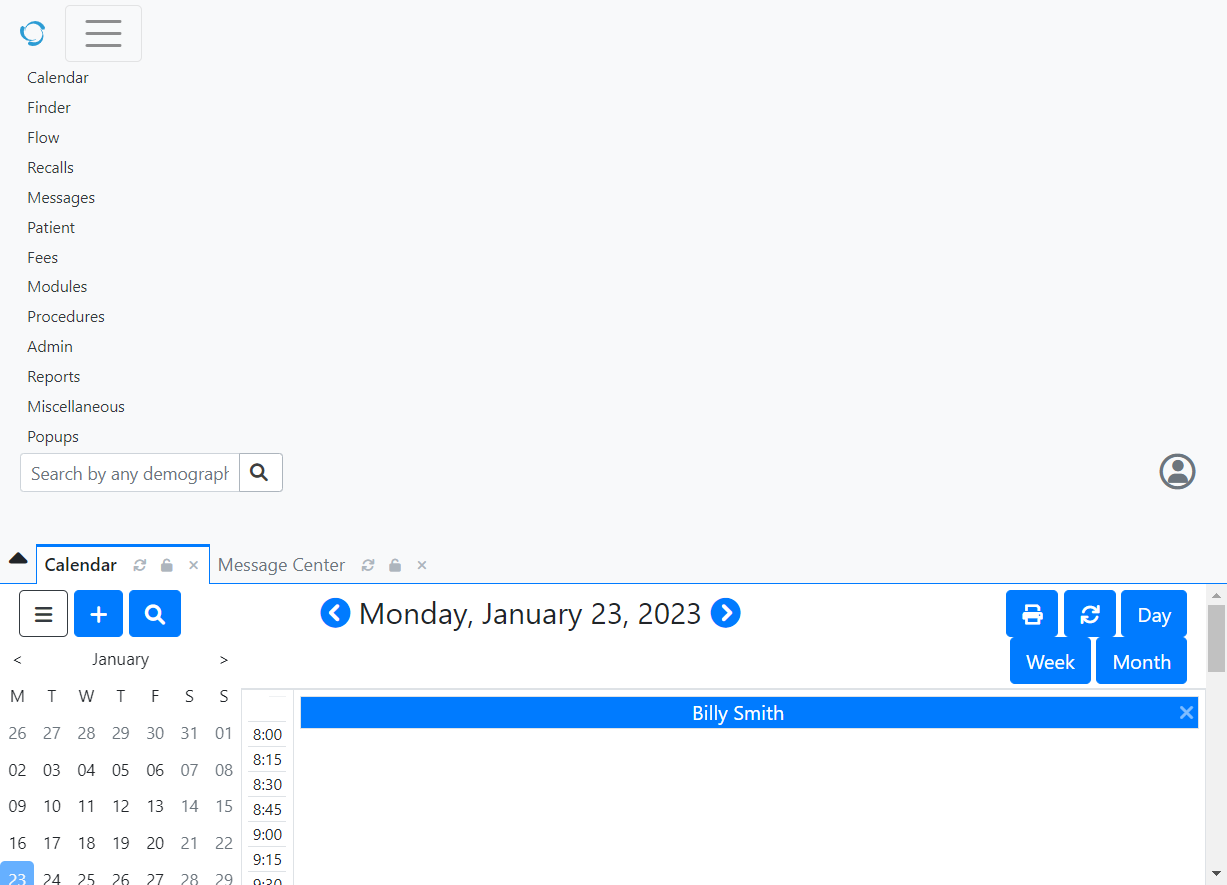 Calendar
Finder
Flow
Recalls
Messages
Patient
Fees
Modules
Procedures
Admin
Reports
Miscellaneous
Popups
Search by any demograph
Calendar Message Center
Monday, January 23, 2023
Day
Week Month
< January >
M T W T F S S
26 27 28 29 30 31 01
02 03 04 05 06 07 08
09 10 11 12 13 14 15
16 17 18 19 20 21 22
23 24 25 26 27 28 29
Billy Smith
8:00
8:15
8:30
8:45
9:00
9:15
9:30